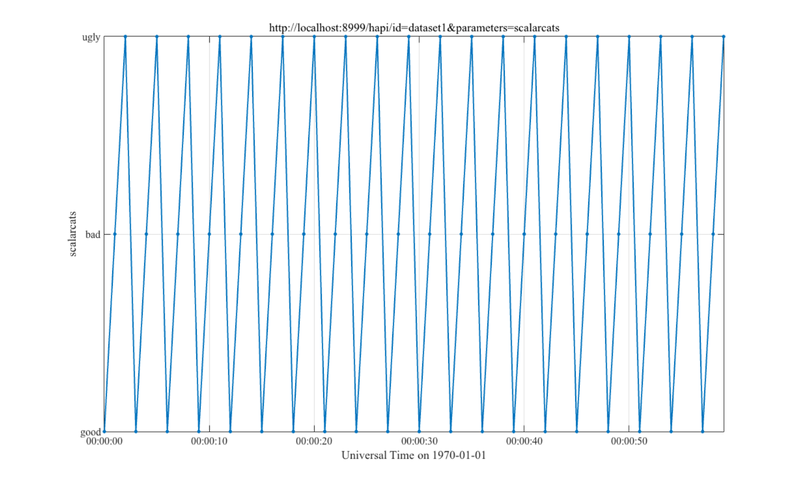 http://localhost:8999/hapi/id=dataset1&parameters=scalarcats
ugly
scalarcats
bad
good
00:00:00 00:00:10 00:00:20 00:00:30 00:00:40 00:00:50
Universal Time on 1970-01-01